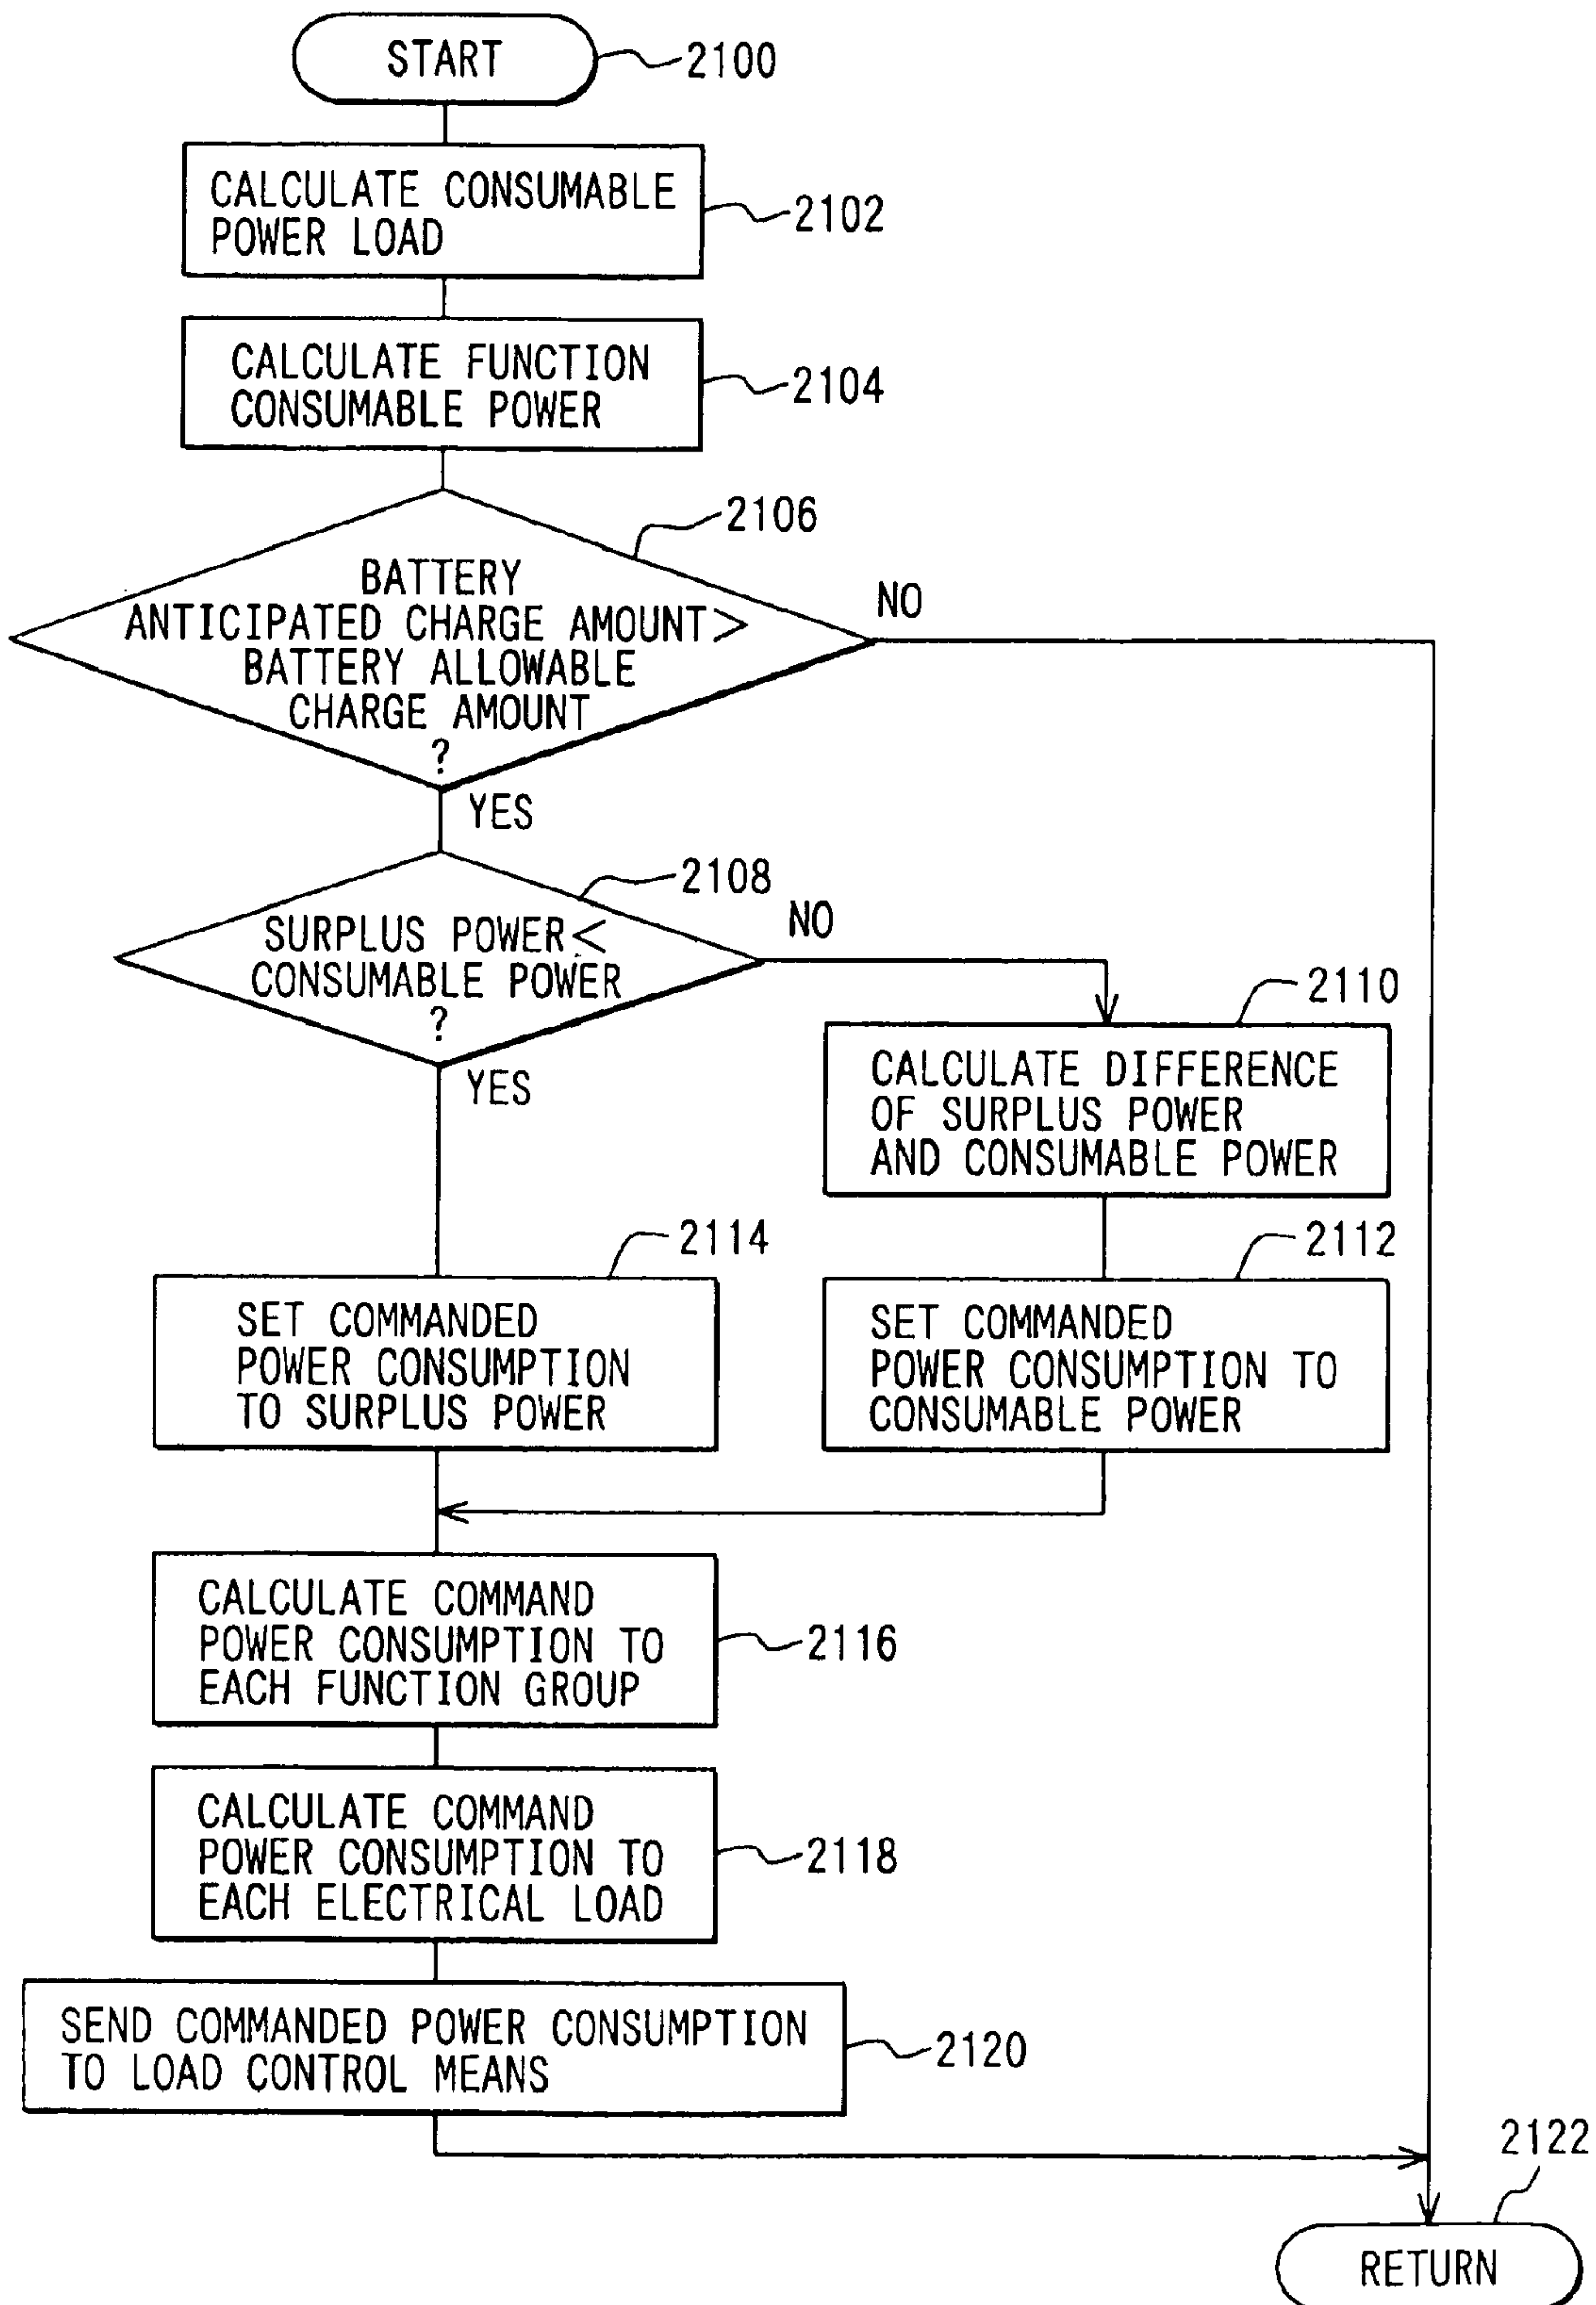 START
2100
CALCULATE CONSUMABLE
POWER LOAD
2102
CALCULATE FUNCTION
CONSUMABLE POWER
2104
2106
BATTERY
ANTICIPATED CHARGE AMOUNT>
BATTERY ALLOWABLE
CHARGE AMOUNT
?
NO
YES
2108
SURPLUS POWER<
CONSUMABLE POWER
?
NO
YES
2110
CALCULATE DIFFERENCE
OF SURPLUS POWER
AND CONSUMABLE POWER
2114
SET COMMANDED
POWER CONSUMPTION
TO SURPLUS POWER
2112
SET COMMANDED
POWER CONSUMPTION TO
CONSUMABLE POWER
CALCULATE COMMAND
POWER CONSUMPTION TO
EACH FUNCTION GROUP
2116
CALCULATE COMMAND
POWER CONSUMPTION TO
EACH ELECTRICAL LOAD
2118
SEND COMMANDED POWER CONSUMPTION
TO LOAD CONTROL MEANS
2120
2122
RETURN